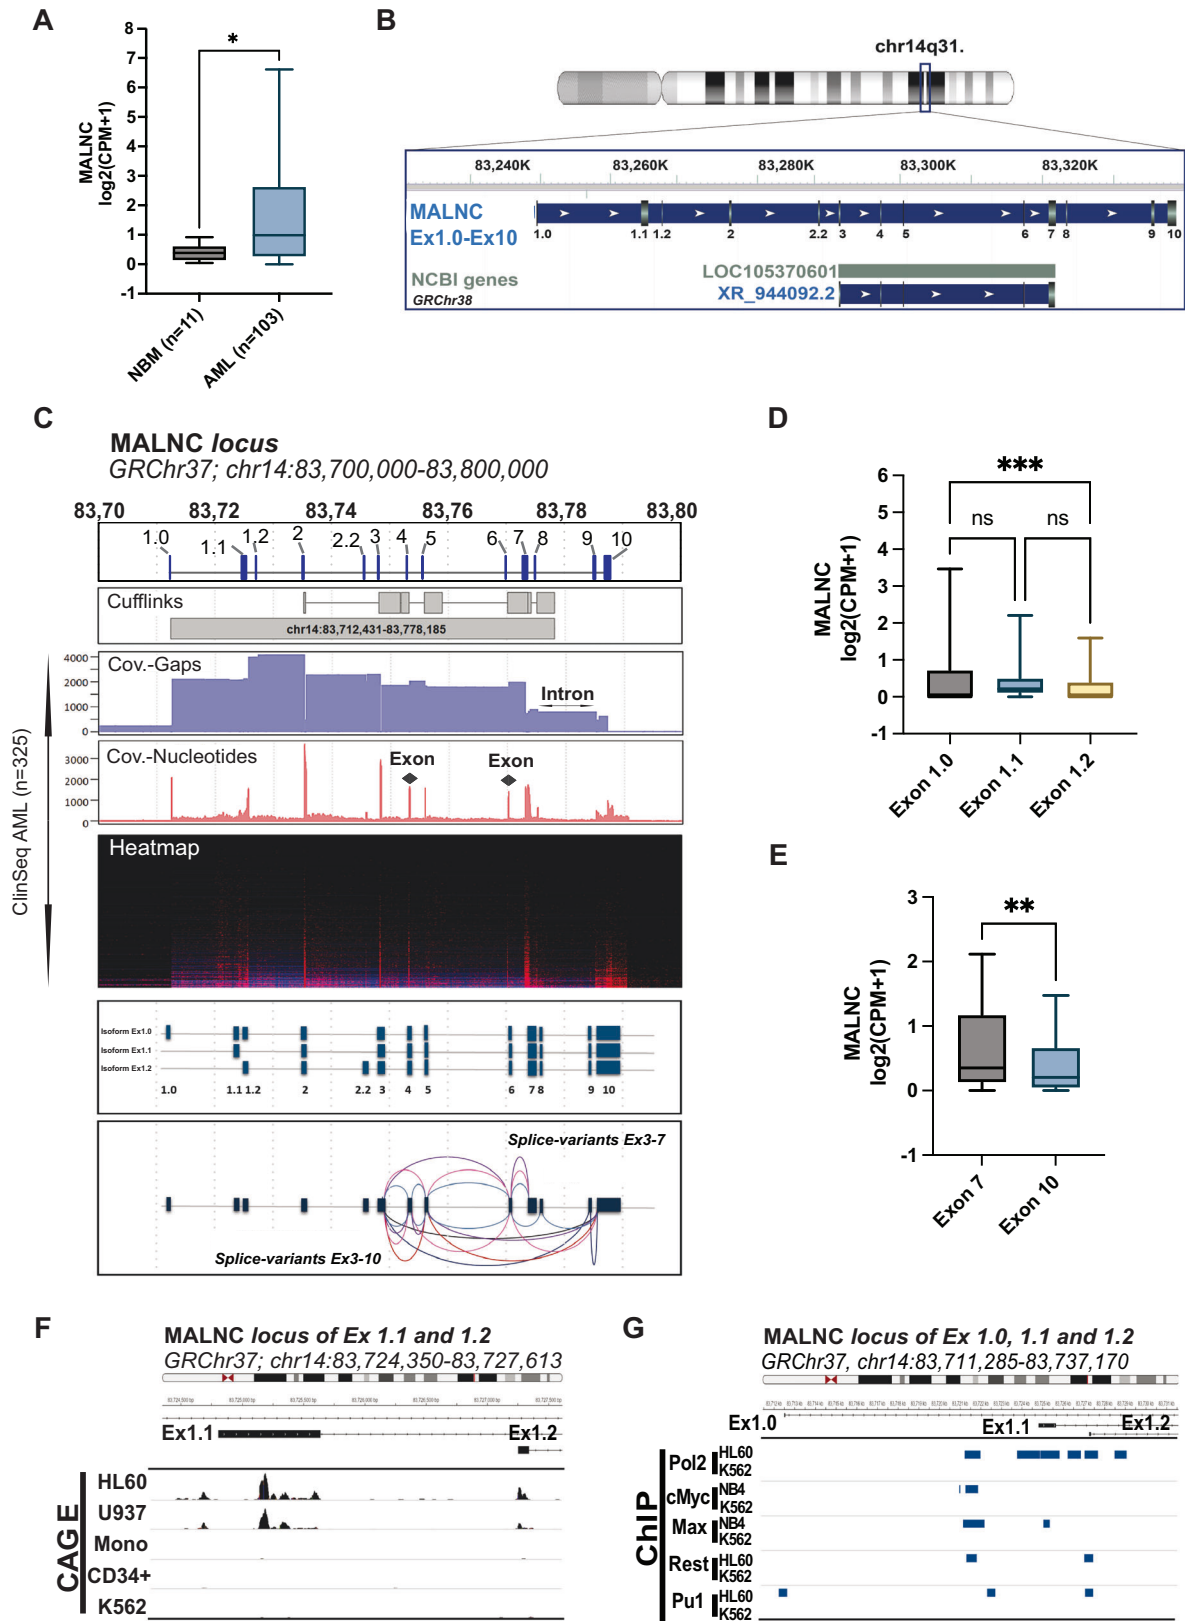 A
8
7
6
5
4
3
2
1
0
-1
MALNC
log2(CPM+1)
*
NBM (n=11)
AML (n=103)
B
chr14q31.
83,240K 83,260K 83,280K 83,300K 83,320K
MALNC
Ex1.0-Ex10
1.0 1.1 1.2 2 2.2 3 4 5 6 7 8 9 10
NCBI genes
GRChr38
LOC105370601
XR_944092.2
C
MALNC locus
GRChr37; chr14:83,700,000-83,800,000
83,70 83,72 83,74 83,76 83,78 83,80
1.0 1.1 1.2 2 2.2 3 4 5 6 7 8 9 10
Cufflinks
chr14:83,712,431-83,778,185
ClinSeq AML (n=325)
Cov.-Gaps
4000
2000
0
Intron
Cov.-Nucleotides
3000
2000
1000
0
Exon
Exon
Heatmap
Isoform Ex1.0
Isoform Ex1.1
Isoform Ex1.2
1.0 1.1 1.2 2 2.2 3 4 5 6 7 8 9 10
Splice-variants Ex3-7
Splice-variants Ex3-10
D
6
5
4
3
2
1
0
-1
MALNC
log2(CPM+1)
***
ns ns
Exon 1.0
Exon 1.1
Exon 1.2
E
3
2
1
0
-1
MALNC
log2(CPM+1)
**
Exon 7
Exon 10
F
MALNC locus of Ex 1.1 and 1.2
GRChr37; chr14:83,724,350-83,727,613
Ex1.1
Ex1.2
CAGE
HL60
U937
Mono
CD34+
K562
G
MALNC locus of Ex 1.0, 1.1 and 1.2
GRChr37, chr14:83,711,285-83,737,170
Ex1.0
Ex1.1
Ex1.2
ChIP
Pol2
HL60
K562
cMyc
NB4
K562
Max
NB4
K562
Rest
HL60
K562
Pu1
HL60
K562